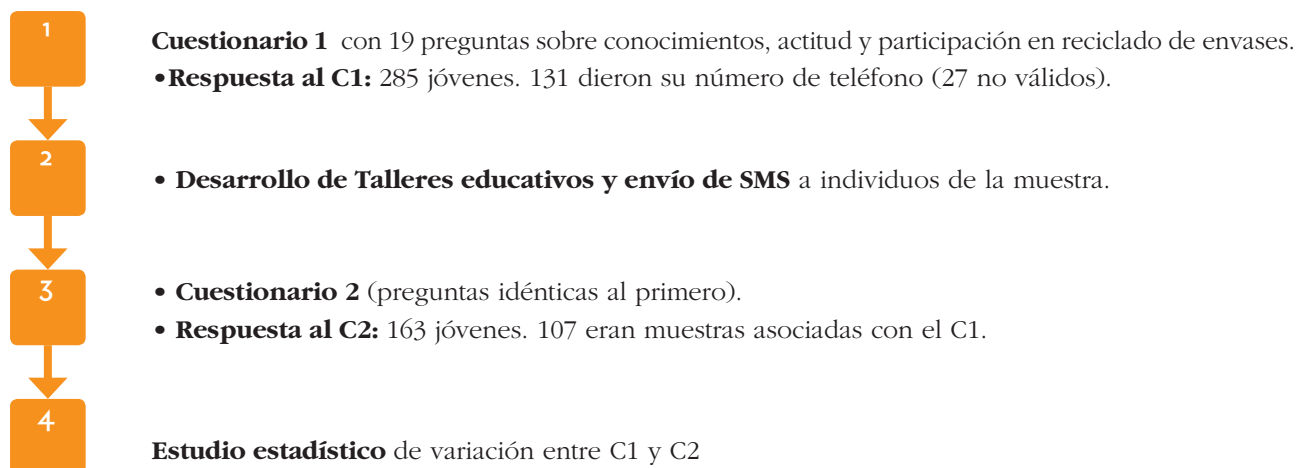 1
Cuestionario 1 con 19 preguntas sobre conocimientos, actitud y participación en reciclado de envases.
•Respuesta al C1: 285 jóvenes. 131 dieron su número de teléfono (27 no válidos).
2
• Desarrollo de Talleres educativos y envío de SMS a individuos de la muestra.
3
• Cuestionario 2 (preguntas idénticas al primero).
• Respuesta al C2: 163 jóvenes. 107 eran muestras asociadas con el C1.
4
Estudio estadístico de variación entre C1 y C2